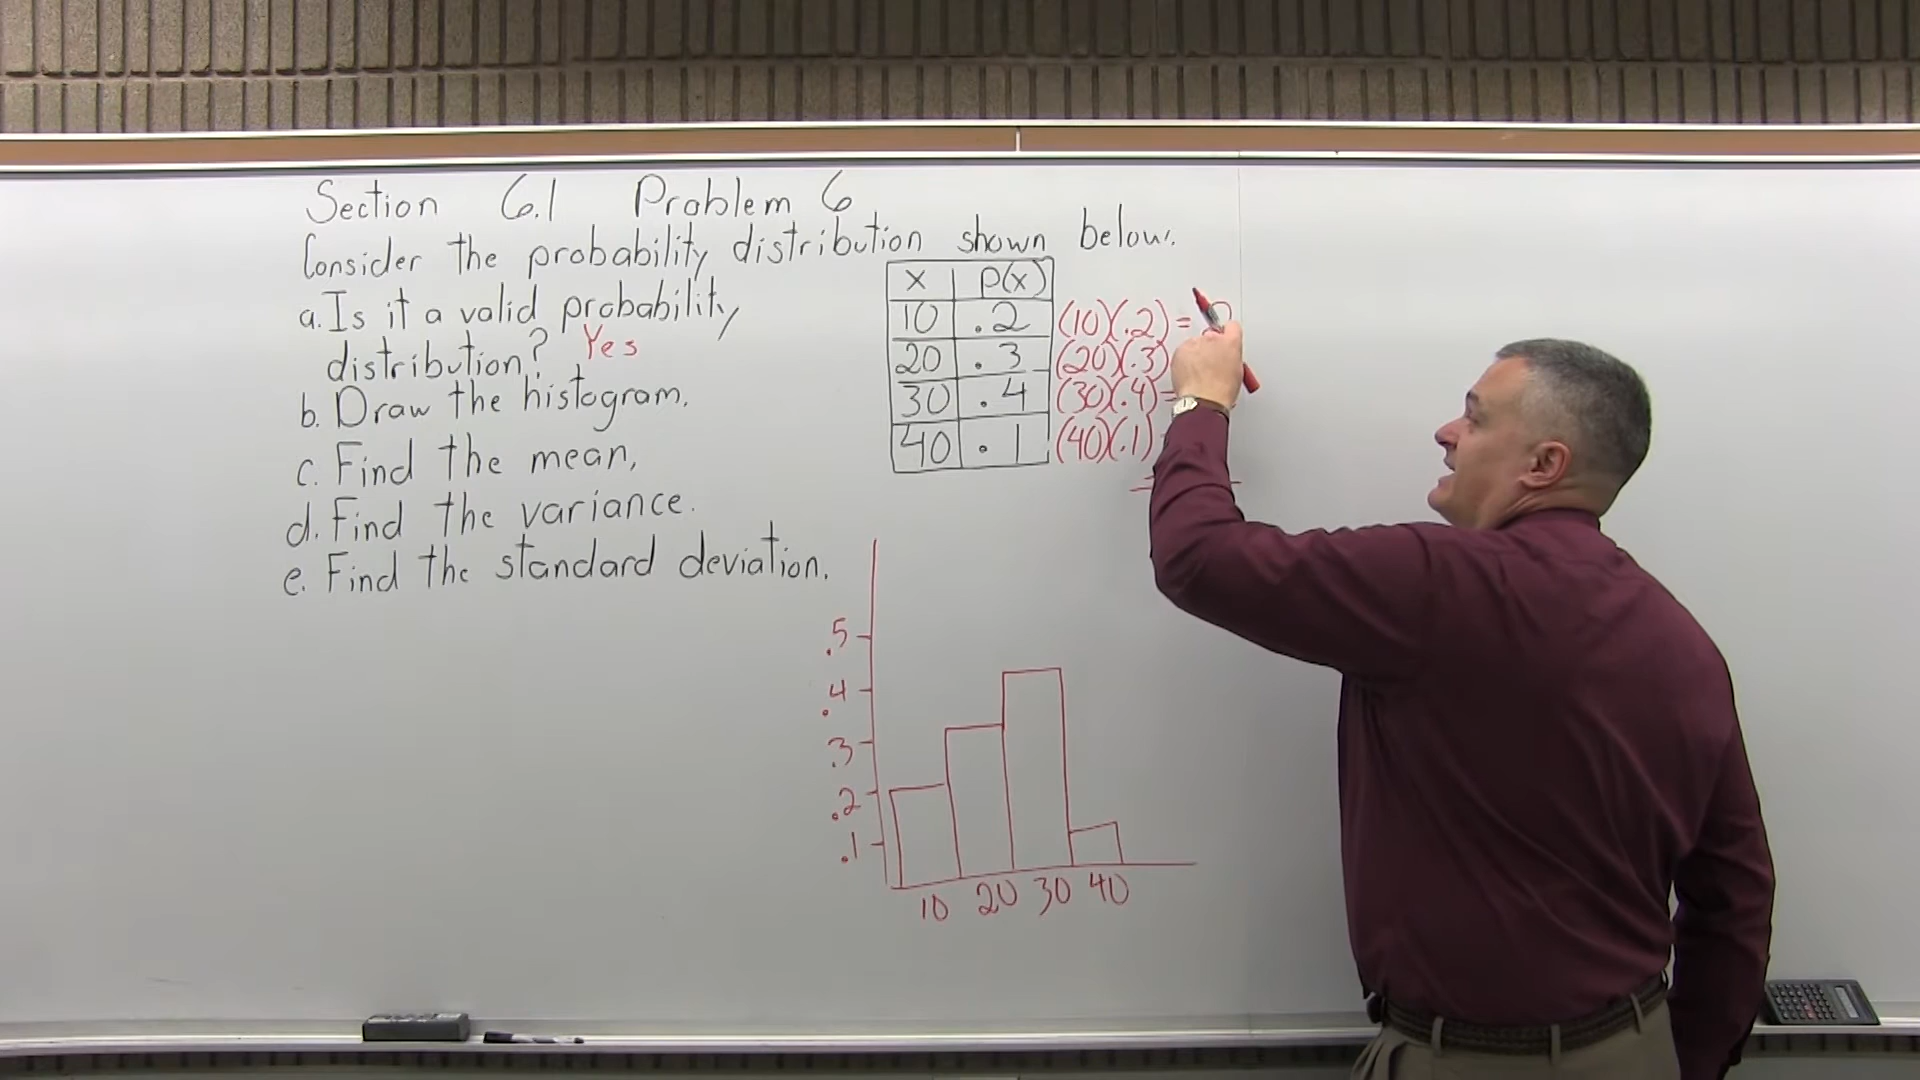 Section 6.1 Problem 6
Consider the probability distribution shown below.
a. Is it a valid probability
distribution? Yes
b. Draw the histogram.
c. Find the mean.
d. Find the variance.
e. Find the standard deviation.
x p(x)
10 .2 (10)(.2) =
20 .3 (20)(.3)
30 .4 (30)(.4) =
40 .1 (40)(.1)
.5
.4
.3
.2
.1
10 20 30 40